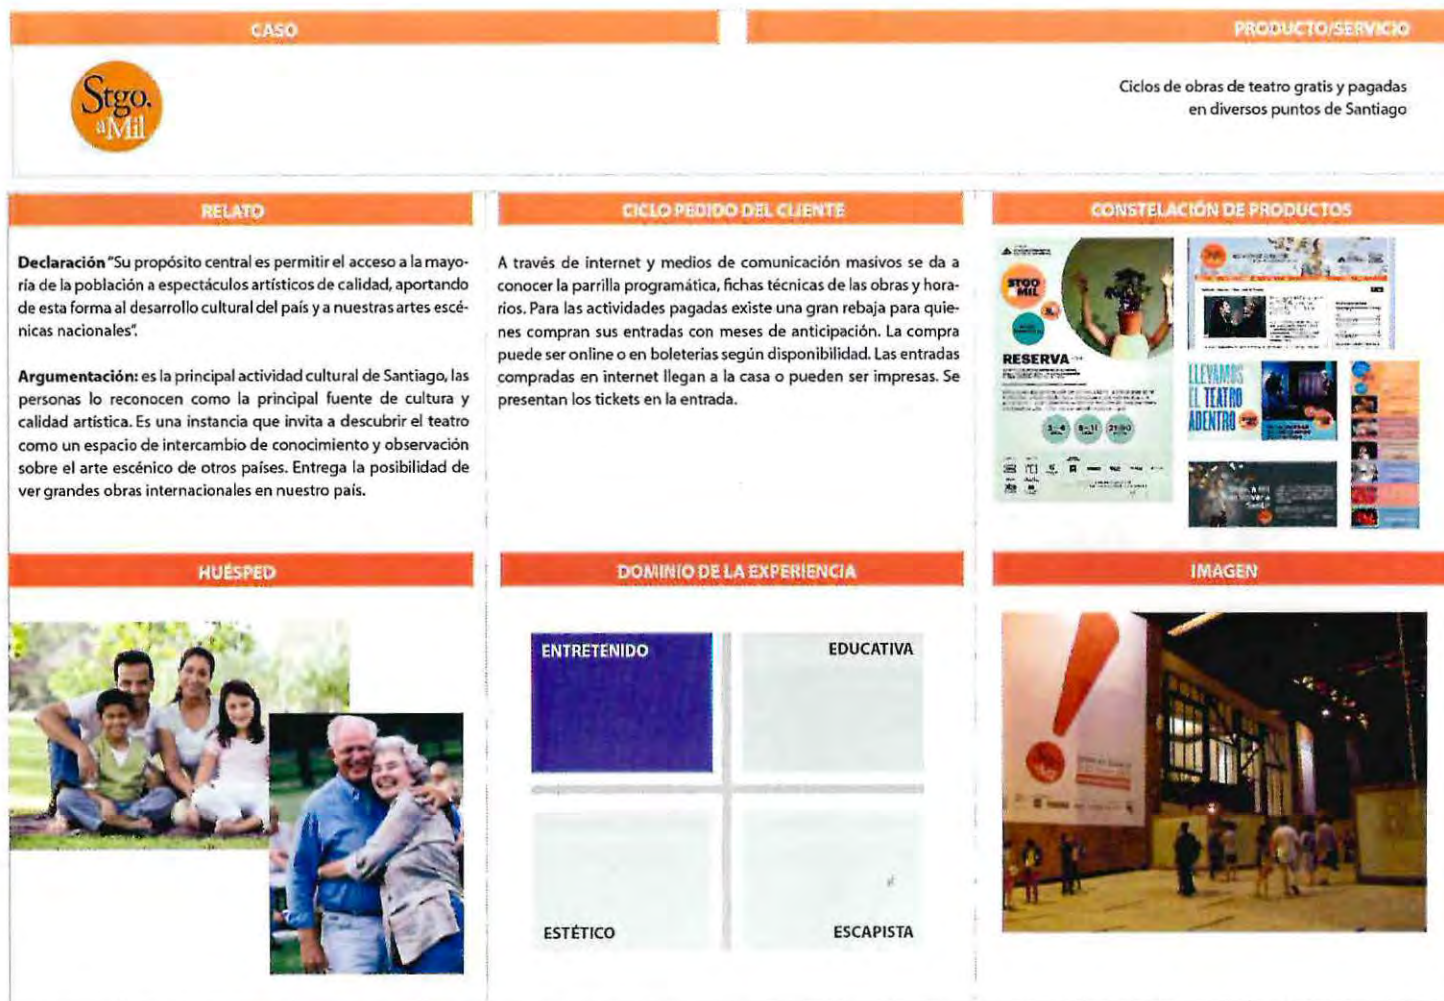 CASO
PRODUCTO/SERVICIO
Stgo.
aMil
Ciclos de obras de teatro gratis y pagadas
en diversos puntos de Santiago
RELATO
Declaración "Su propósito central es permitir el acceso a la mayo-
ría de la población a espectáculos artísticos de calidad, aportando
de esta forma al desarrollo cultural del país y a nuestras artes escé-
nicas nacionales".
Argumentación: es la principal actividad cultural de Santiago, las
personas lo reconocen como la principal fuente de cultura y
calidad artística. Es una instancia que invita a descubrir el teatro
como un espacio de intercambio de conocimiento y observación
sobre el arte escénico de otros países. Entrega la posibilidad de
ver grandes obras internacionales en nuestro país.
CICLO PEDIDO DEL CLIENTE
A través de internet y medios de comunicación masivos se da a
conocer la parrilla programática, fichas técnicas de las obras y hora-
rios. Para las actividades pagadas existe una gran rebaja para quie-
nes compran sus entradas con meses de anticipación. La compra
puede ser online o en boleterías según disponibilidad. Las entradas
compradas en internet llegan a la casa o pueden ser impresas. Se
presentan los tickets en la entrada.
CONSTELACIÓN DE PRODUCTOS
STGO
MIL
RESERVA
LLEVAMOS
EL TEATRO
ADENTRO
HUÉSPED
DOMINIO DE LA EXPERIENCIA
ENTRETENIDO
EDUCATIVA
ESTÉTICO
ESCAPISTA
IMAGEN